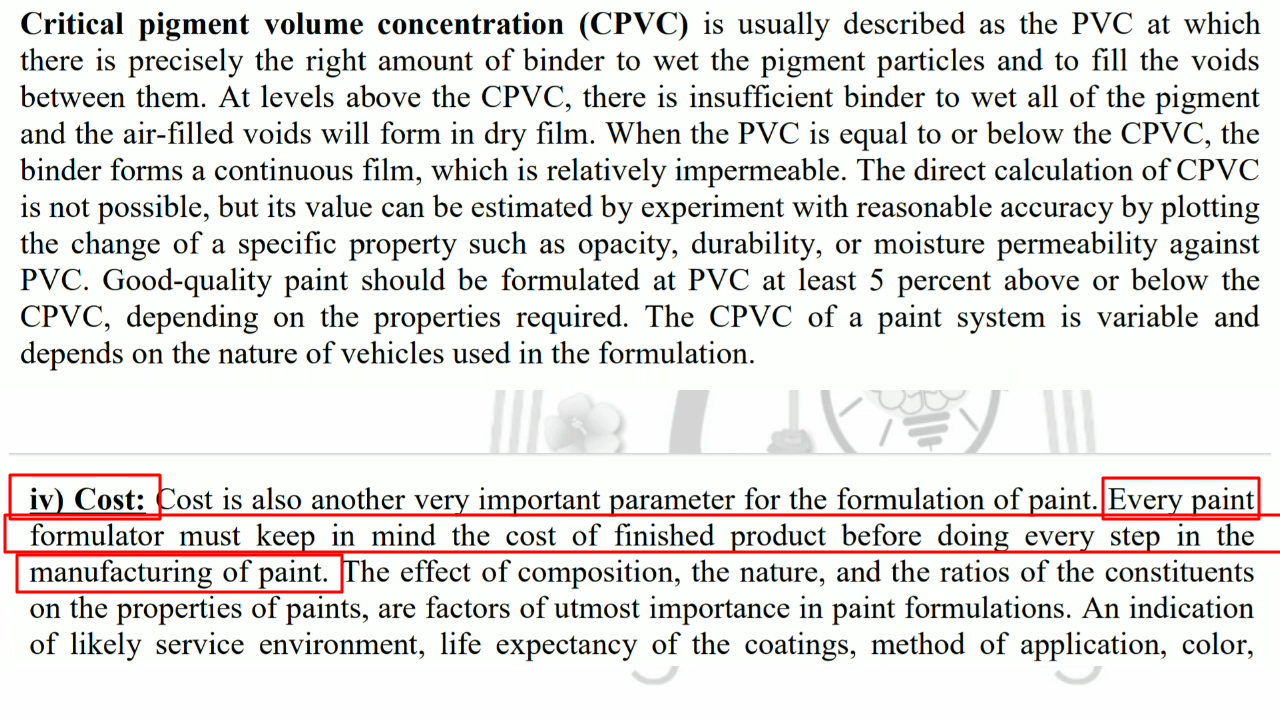 Critical pigment volume concentration (CPVC) is usually described as the PVC at which
there is precisely the right amount of binder to wet the pigment particles and to fill the voids
between them. At levels above the CPVC, there is insufficient binder to wet all of the pigment
and the air-filled voids will form in dry film. When the PVC is equal to or below the CPVC, the
binder forms a continuous film, which is relatively impermeable. The direct calculation of CPVC
is not possible, but its value can be estimated by experiment with reasonable accuracy by plotting
the change of a specific property such as opacity, durability, or moisture permeability against
PVC. Good-quality paint should be formulated at PVC at least 5 percent above or below the
CPVC, depending on the properties required. The CPVC of a paint system is variable and
depends on the nature of vehicles used in the formulation.
iv) Cost: Cost is also another very important parameter for the formulation of paint. Every paint
formulator must keep in mind the cost of finished product before doing every step in the
manufacturing of paint. The effect of composition, the nature, and the ratios of the constituents
on the properties of paints, are factors of utmost importance in paint formulations. An indication
of likely service environment, life expectancy of the coatings, method of application, color,